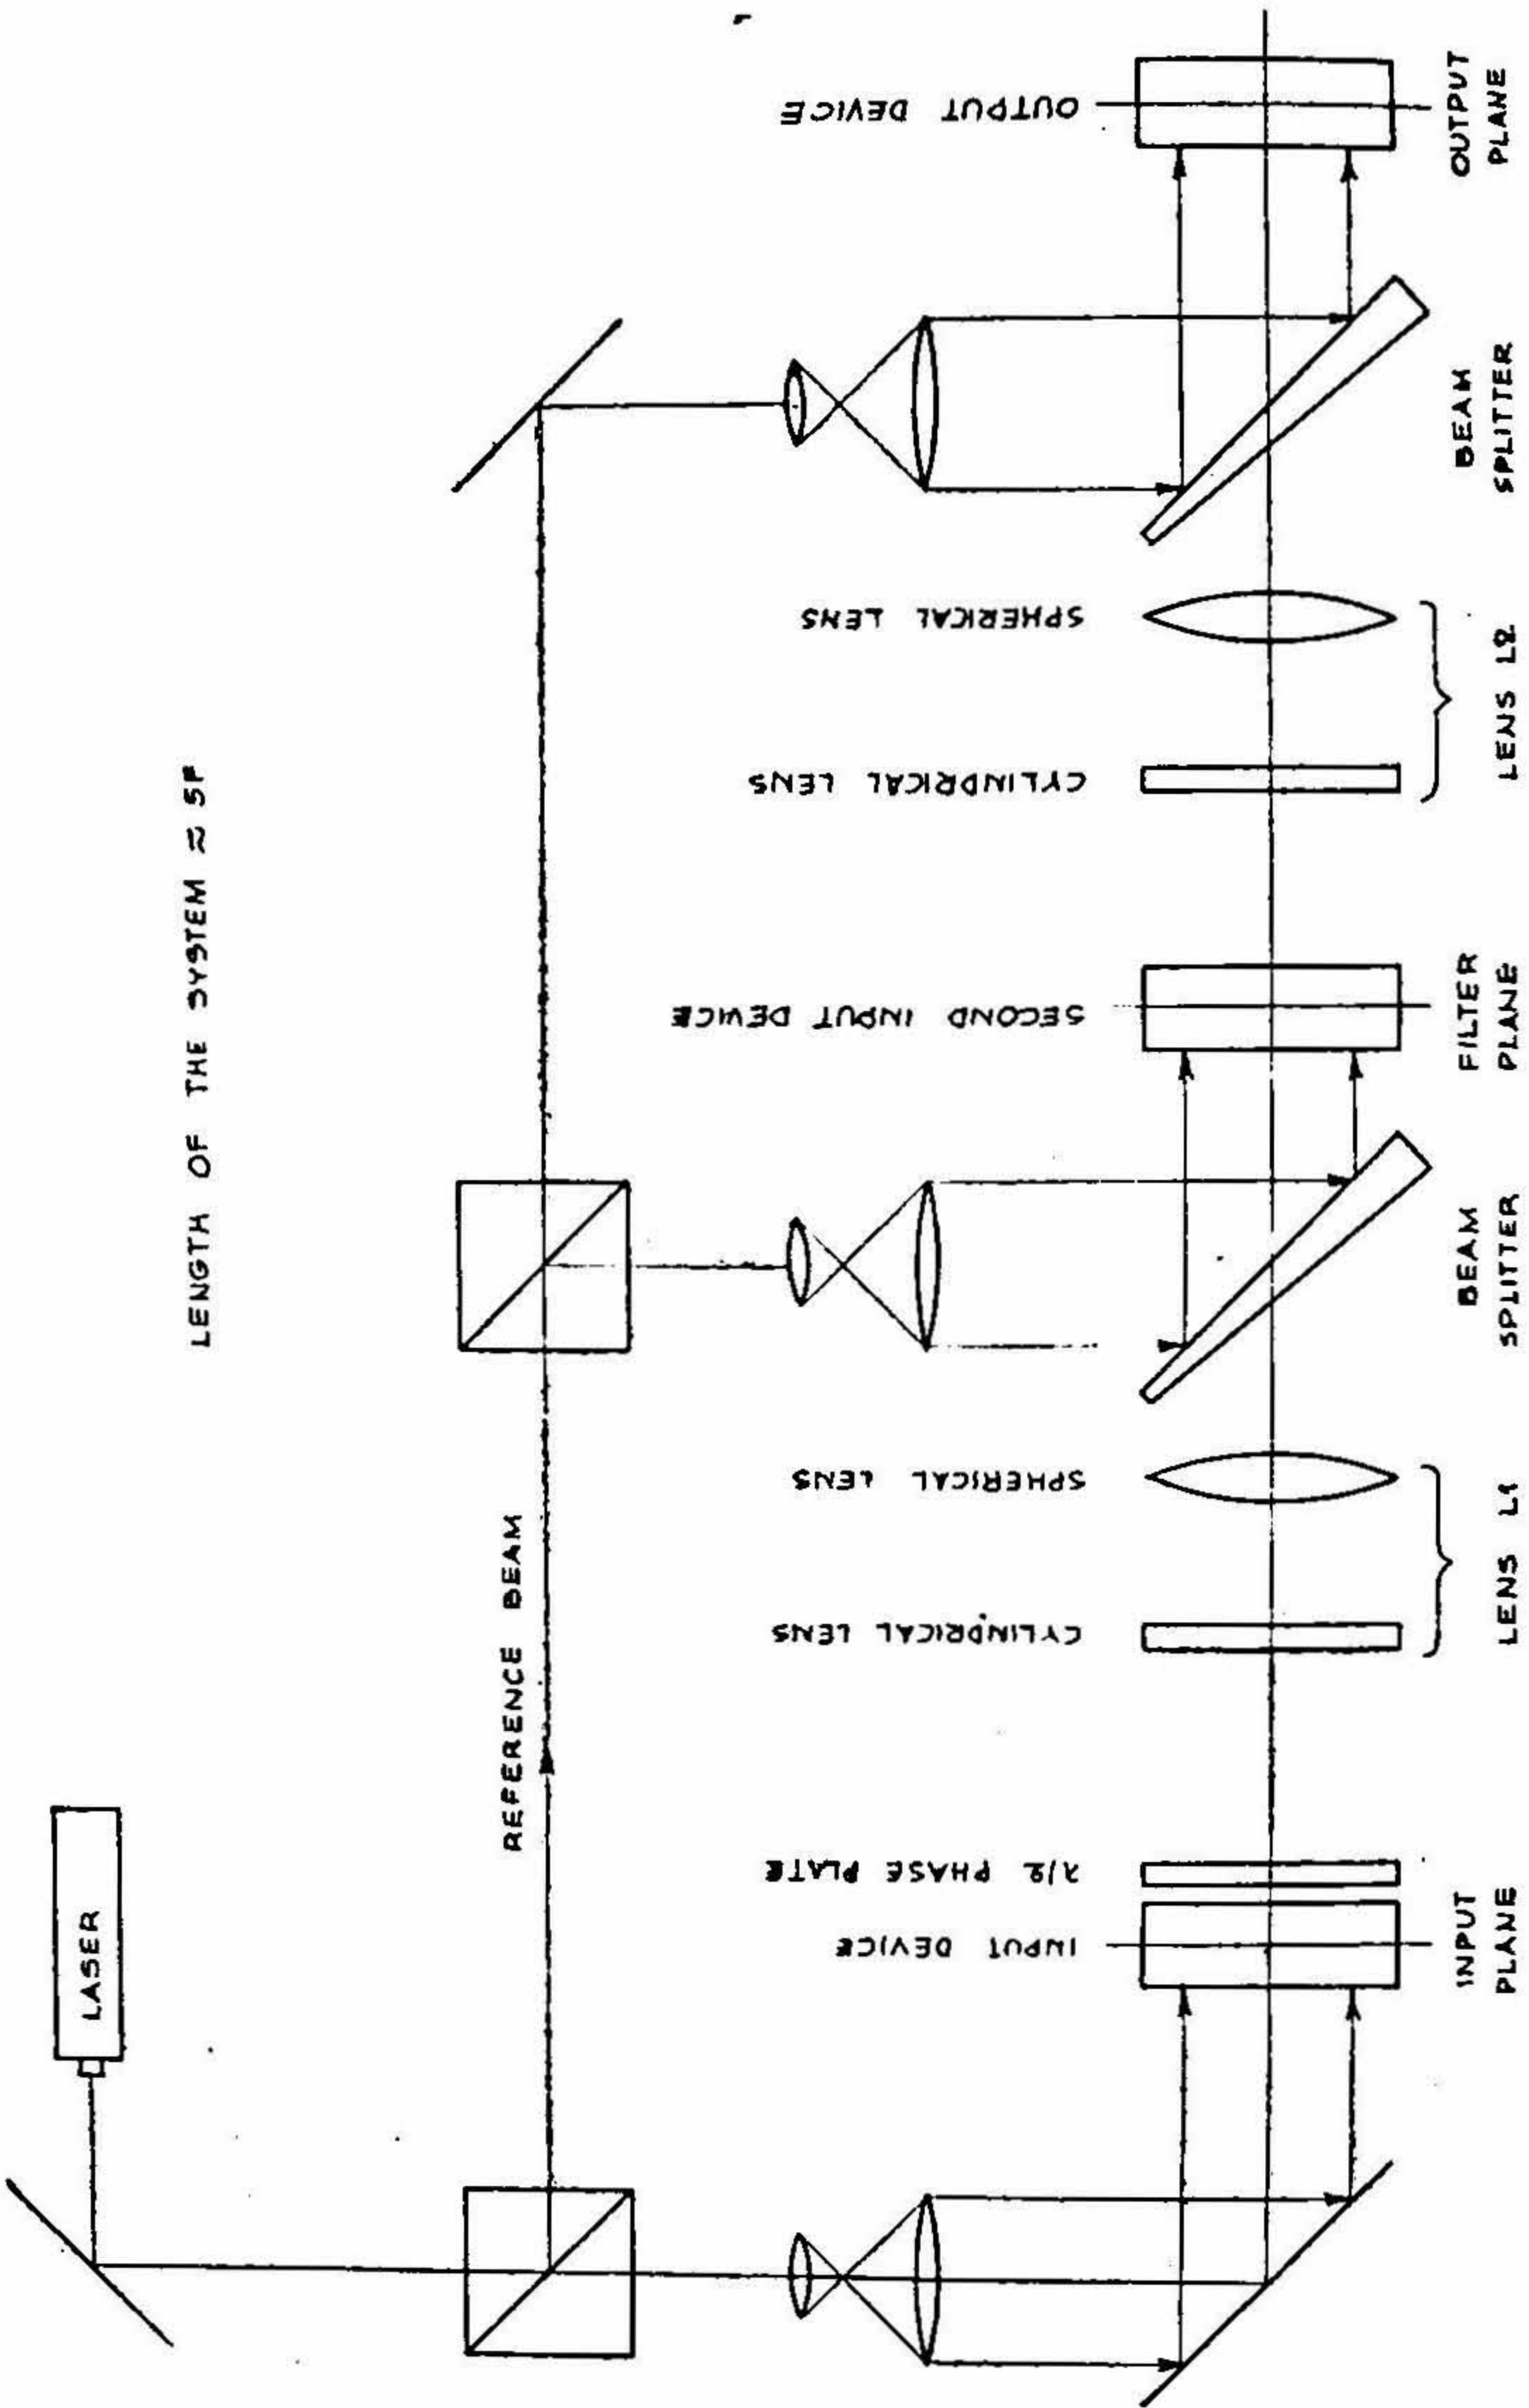 LENGTH OF THE SYSTEM ≈ 5F
LASER
REFERENCE BEAM
INPUT DEVICE
λ/2 PHASE PLATE
CYLINDRICAL LENS
SPHERICAL LENS
SECOND INPUT DEVICE
CYLINDRICAL LENS
SPHERICAL LENS
OUTPUT DEVICE
INPUT
PLANE
LENS L1
BEAM
SPLITTER
FILTER
PLANE
LENS L2
BEAM
SPLITTER
OUTPUT
PLANE